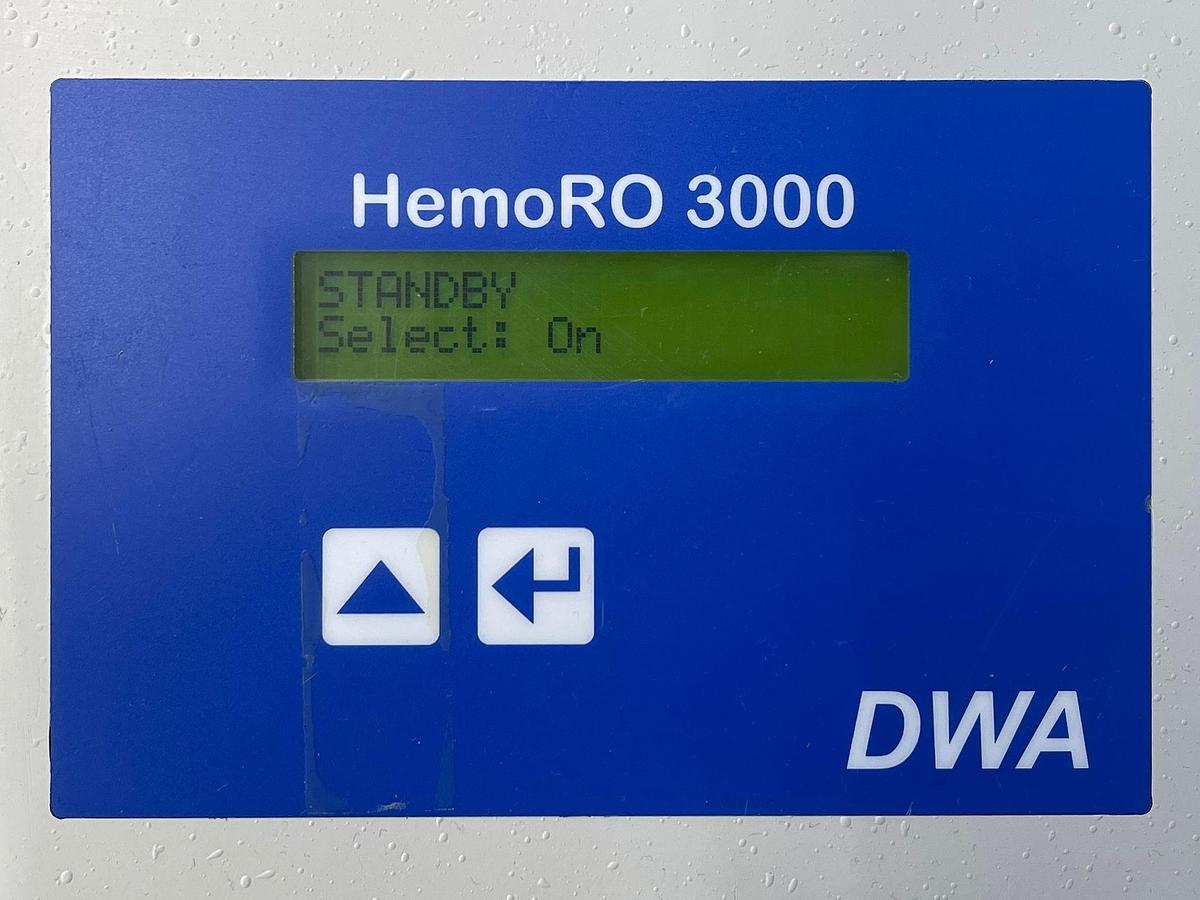 HemoRO 3000
STANDBY
Select: On
DWA